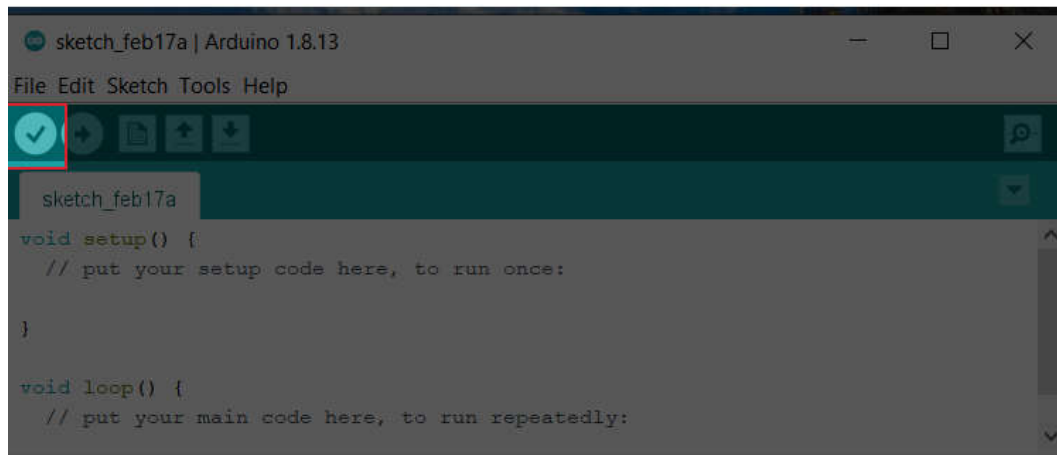 sketch_feb17a | Arduino 1.8.13
File Edit Sketch Tools Help
sketch_feb17a
void setup() {
  // put your setup code here, to run once:
}
void loop() {
  // put your main code here, to run repeatedly: